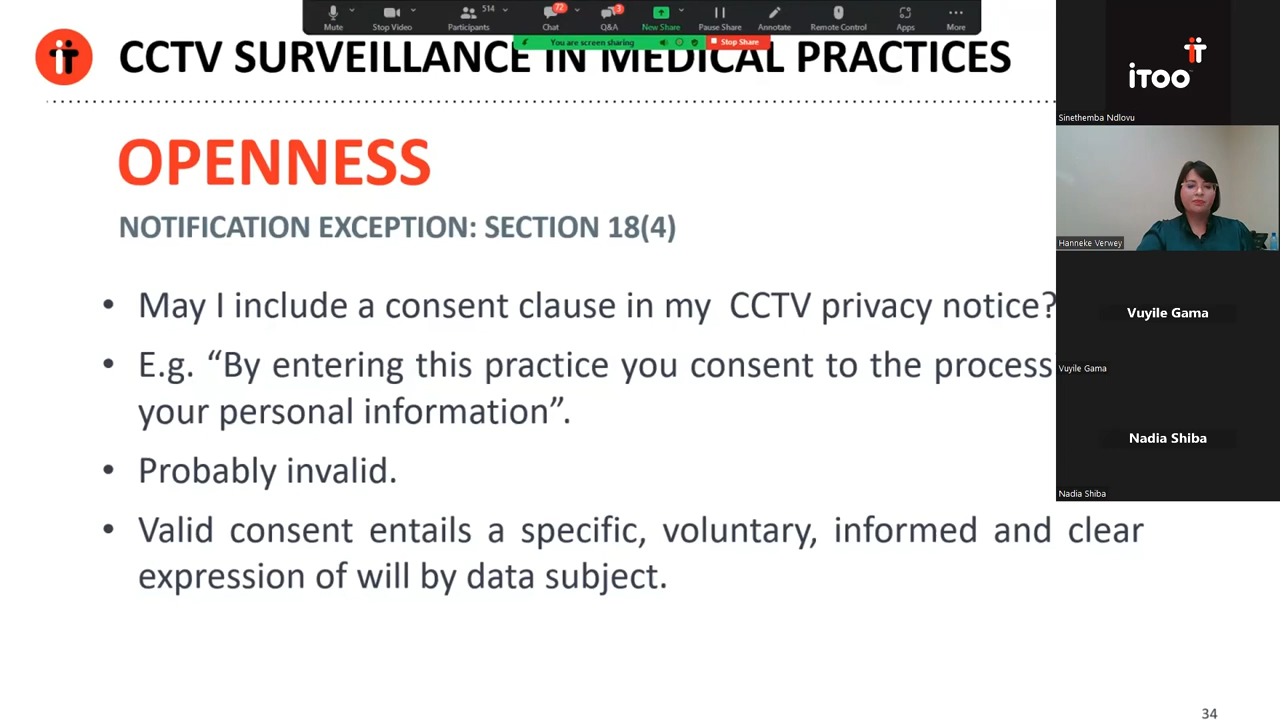 514
72
3
Mute
Stop Video
Participants
Chat
Q&A
New Share
Pause Share
Annotate
Remote Control
Apps
More
You are screen sharing
Stop Share
CCTV SURVEILLANCE IN MEDICAL PRACTICES
iTOO
Sinethemba Ndlovu
OPENNESS
NOTIFICATION EXCEPTION: SECTION 18(4)
Hanneke Verwey
• May I include a consent clause in my CCTV privacy notice?
Vuyile Gama
• E.g. “By entering this practice you consent to the process
Vuyile Gama
your personal information”.
Nadia Shiba
• Probably invalid.
Nadia Shiba
• Valid consent entails a specific, voluntary, informed and clear
expression of will by data subject.
34